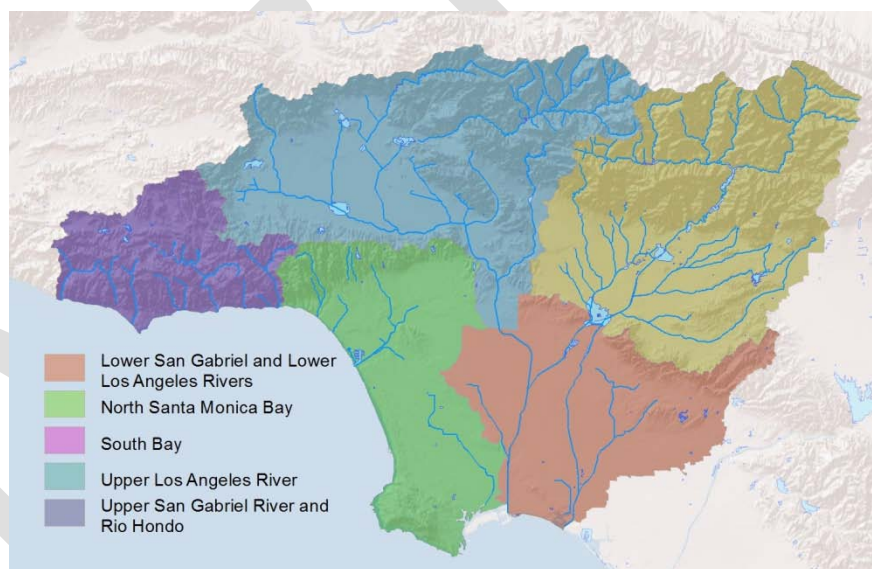 Lower San Gabriel and Lower
Los Angeles Rivers
North Santa Monica Bay
South Bay
Upper Los Angeles River
Upper San Gabriel River and
Rio Hondo